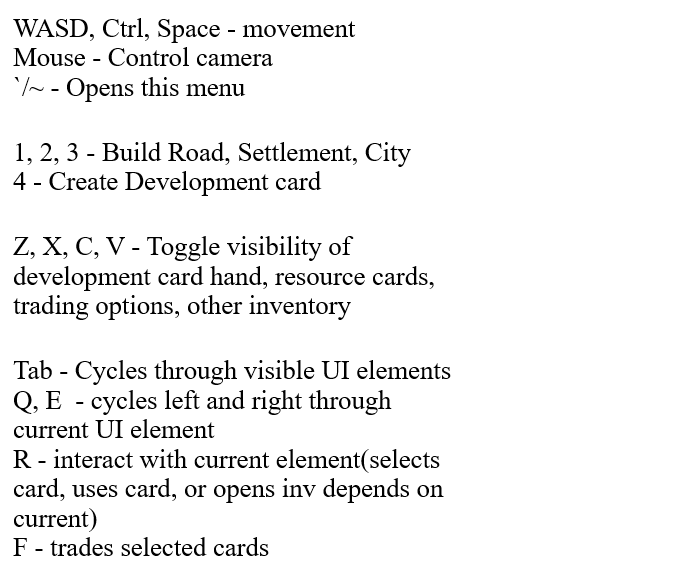 WASD, Ctrl, Space - movement
Mouse - Control camera
`/~ - Opens this menu
1, 2, 3 - Build Road, Settlement, City
4 - Create Development card
Z, X, C, V - Toggle visibility of
development card hand, resource cards,
trading options, other inventory
Tab - Cycles through visible UI elements
Q, E  - cycles left and right through
current UI element
R - interact with current element(selects
card, uses card, or opens inv depends on
current)
F - trades selected cards